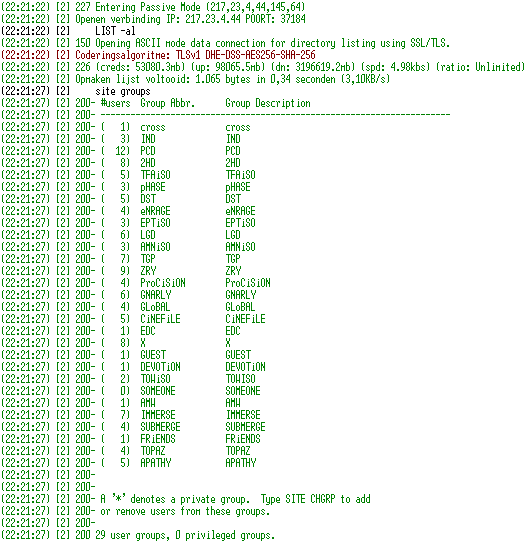 (22:21:22) [2] 227 Entering Passive Mode (217,23,4,44,145,64)
(22:21:22) [2] Openen verbinding IP: 217.23.4.44 POORT: 37184
(22:21:22) [2] LIST -al
(22:21:22) [2] 150 Opening ASCII mode data connection for directory listing using SSL/TLS.
(22:21:22) [2] Coderingsalgoritme: TLSv1 DHE-DSS-AES256-SHA-256
(22:21:22) [2] 226 (creds: 53080.3mb) (up: 98065.5mb) (dn: 3196619.2mb) (spd: 4.98kbs) (ratio: Unlimited)
(22:21:22) [2] Opmaken lijst voltooid: 1.065 bytes in 0,34 seconden (3,10KB/s)
(22:21:27) [2] site groups
(22:21:27) [2] 200- #users Group Abbr. Group Description
(22:21:27) [2] 200- ----------------------------------------------------------------------
(22:21:27) [2] 200- ( 1) cross cross
(22:21:27) [2] 200- ( 3) IND IND
(22:21:27) [2] 200- ( 12) PCD PCD
(22:21:27) [2] 200- ( 8) 2HD 2HD
(22:21:27) [2] 200- ( 5) TFAiSO TFAiSO
(22:21:27) [2] 200- ( 3) pHASE pHASE
(22:21:27) [2] 200- ( 5) DST DST
(22:21:27) [2] 200- ( 4) eNRAGE eNRAGE
(22:21:27) [2] 200- ( 3) EPTiSO EPTiSO
(22:21:27) [2] 200- ( 6) LGD LGD
(22:21:27) [2] 200- ( 3) AMNiSO AMNiSO
(22:21:27) [2] 200- ( 7) TGP TGP
(22:21:27) [2] 200- ( 9) ZRY ZRY
(22:21:27) [2] 200- ( 4) ProCiSiON ProCiSiON
(22:21:27) [2] 200- ( 6) GNARLY GNARLY
(22:21:27) [2] 200- ( 4) GLoBAL GLoBAL
(22:21:27) [2] 200- ( 5) CiNEFiLE CiNEFiLE
(22:21:27) [2] 200- ( 1) EDC EDC
(22:21:27) [2] 200- ( 8) X X
(22:21:27) [2] 200- ( 1) GUEST GUEST
(22:21:27) [2] 200- ( 1) DEVOTiON DEVOTiON
(22:21:27) [2] 200- ( 2) TOWiSO TOWISO
(22:21:27) [2] 200- ( 0) SOMEONE SOMEONE
(22:21:27) [2] 200- ( 1) AMW AMW
(22:21:27) [2] 200- ( 7) IMMERSE IMMERSE
(22:21:27) [2] 200- ( 4) SUBMERGE SUBMERGE
(22:21:27) [2] 200- ( 1) FRiENDS FRiENDS
(22:21:27) [2] 200- ( 4) TOPAZ TOPAZ
(22:21:27) [2] 200- ( 5) APATHY APATHY
(22:21:27) [2] 200-
(22:21:27) [2] 200-
(22:21:27) [2] 200- A '*' denotes a private group. Type SITE CHGRP to add
(22:21:27) [2] 200- or remove users from these groups.
(22:21:27) [2] 200-
(22:21:27) [2] 200 29 user groups, 0 privileged groups.